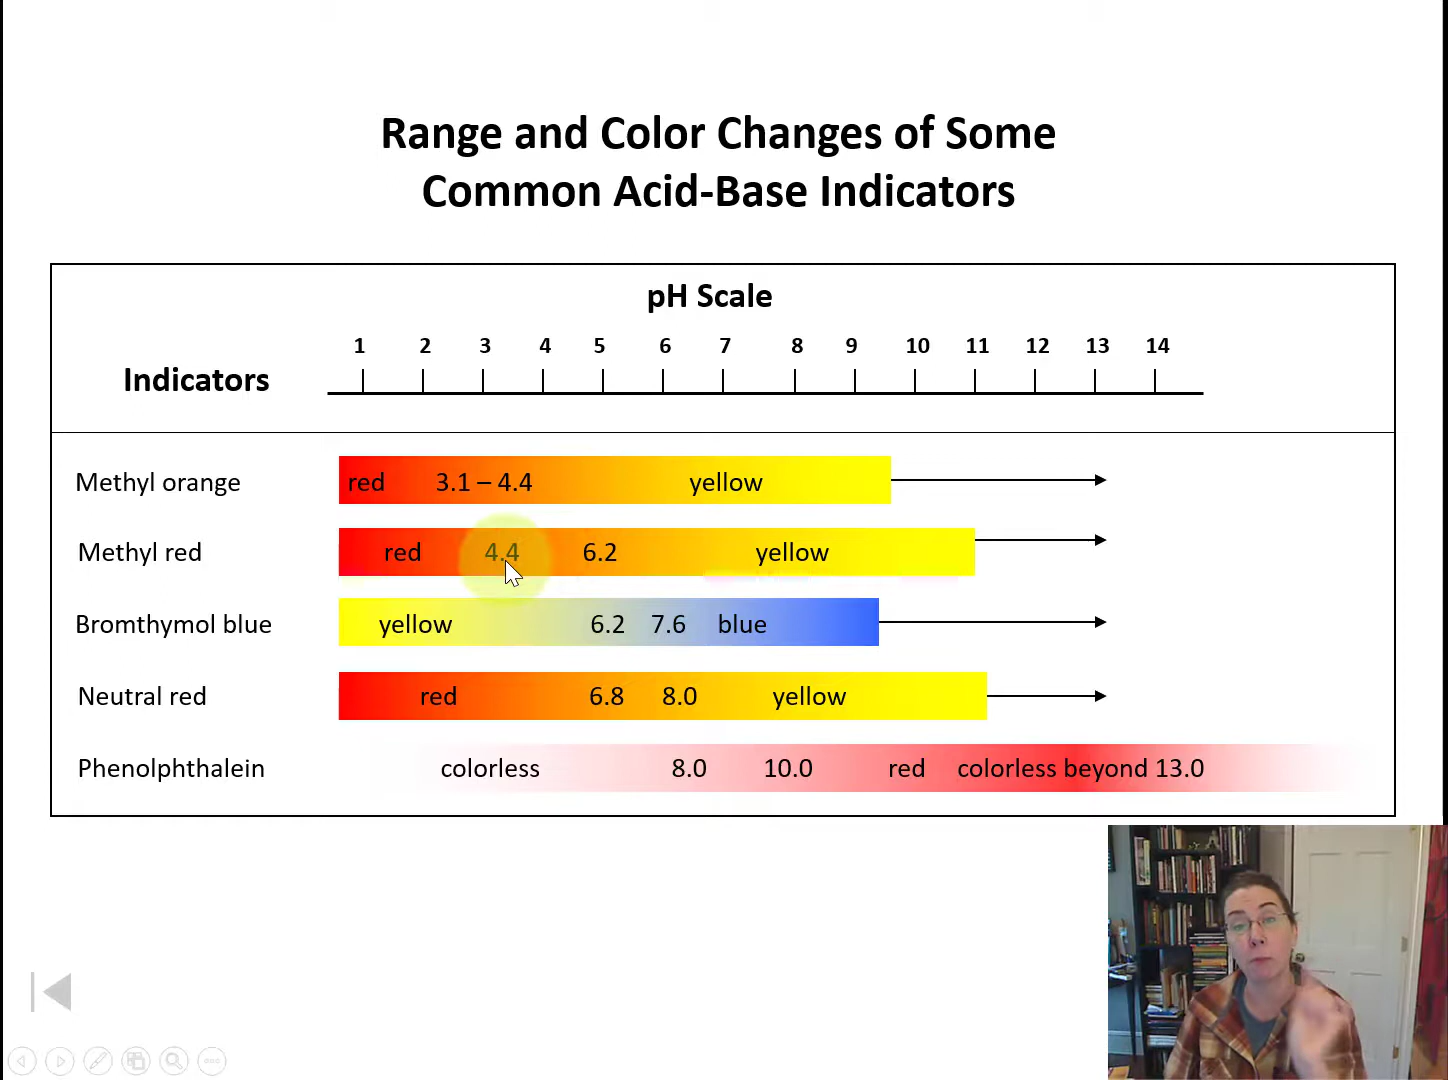 Range and Color Changes of Some
Common Acid-Base Indicators
pH Scale
1 2 3 4 5 6 7 8 9 10 11 12 13 14
Indicators
Methyl orange red 3.1 – 4.4 yellow
Methyl red red 4.4 6.2 yellow
Bromthymol blue yellow 6.2 7.6 blue
Neutral red red 6.8 8.0 yellow
Phenolphthalein colorless 8.0 10.0 red colorless beyond 13.0